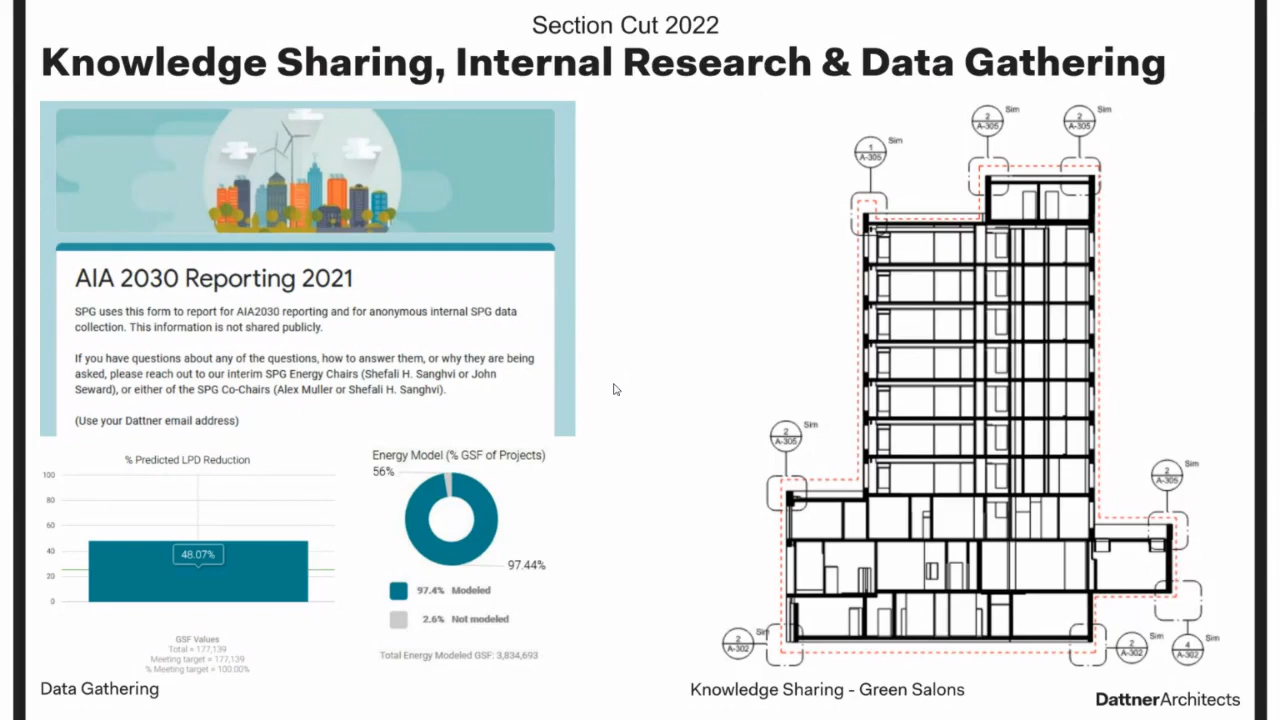 Section Cut 2022
Knowledge Sharing, Internal Research & Data Gathering
AIA 2030 Reporting 2021
SPG uses this form to report for AIA2030 reporting and for anonymous internal SPG data
collection. This information is not shared publicly.
If you have questions about any of the questions, how to answer them, or why they are being
asked, please reach out to our interim SPG Energy Chairs (Shefali H. Sanghvi or John
Seward), or either of the SPG Co-Chairs (Alex Muller or Shefali H. Sanghvi).
(Use your Dattner email address)
% Predicted LPD Reduction
100
80
60
40
20
0
48.07%
GSF Values
Total = 177,139
Meeting target = 177,139
% Meeting target = 100.00%
Energy Model (% GSF of Projects)
56%
97.44%
97.4% Modeled
2.6% Not modeled
Total Energy Modeled GSF: 3,834,693
Data Gathering
1
A-305
Sim
2
A-305
Sim
2
A-305
Sim
2
A-305
Sim
2
A-305
Sim
2
A-302
Sim
2
A-302
Sim
4
A-302
Sim
Knowledge Sharing - Green Salons
DattnerArchitects